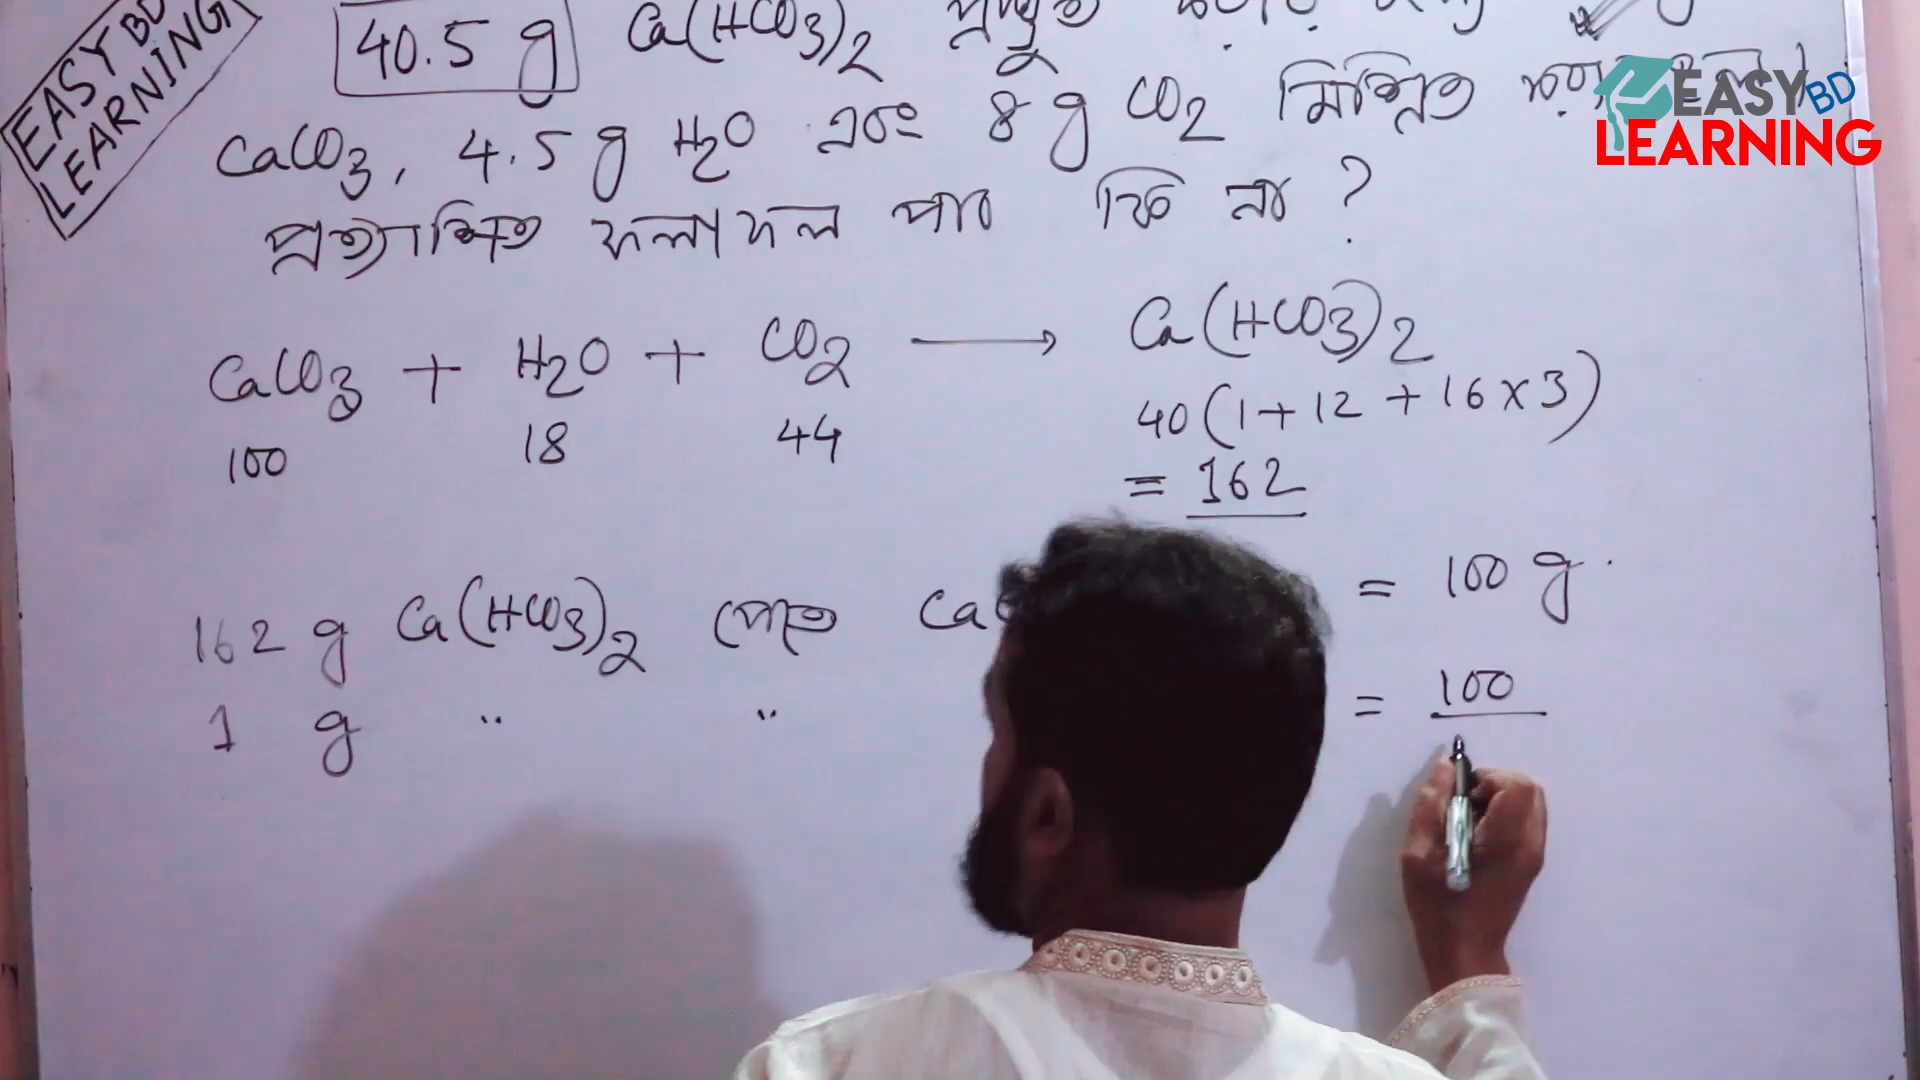 EASY BD
LEARNING
40.5 g Ca(HCO3)2 প্রস্তুত
CaCO3, 4.5 g H2O এবং 8 g CO2 মিশ্রিত
প্রত্যাশিত ফলাফল পাব কি না ?
EASY BD
LEARNING
CaCO3 + H2O + CO2 → Ca(HCO3)2
100 18 44 40(1+12+16×3)
= 162
162 g Ca(HCO3)2 পেতে Ca = 100 g.
1 g " " = 100